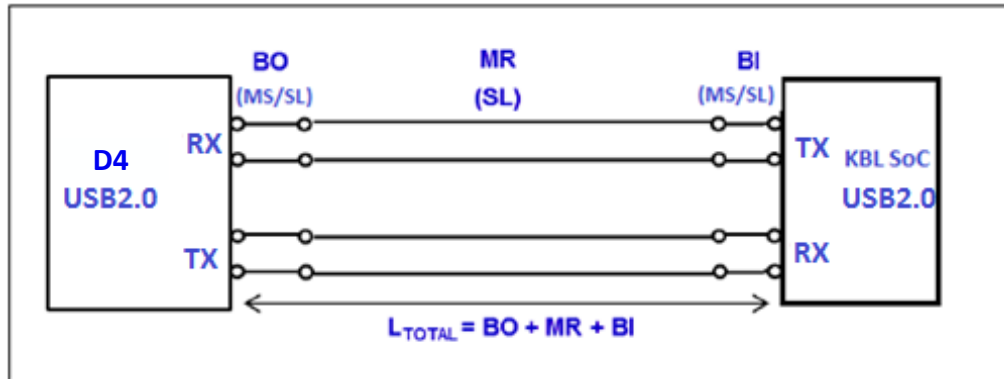 BO
(MS/SL)
MR
(SL)
BI
(MS/SL)
D4
USB2.0
RX
TX
TX
RX
KBL SoC
USB2.0
LTOTAL = BO + MR + BI